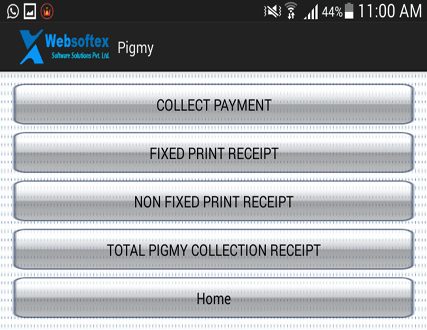 44% 11:00 AM
Websoftex
Software Solutions Pvt. Ltd.
Pigmy
COLLECT PAYMENT
FIXED PRINT RECEIPT
NON FIXED PRINT RECEIPT
TOTAL PIGMY COLLECTION RECEIPT
Home